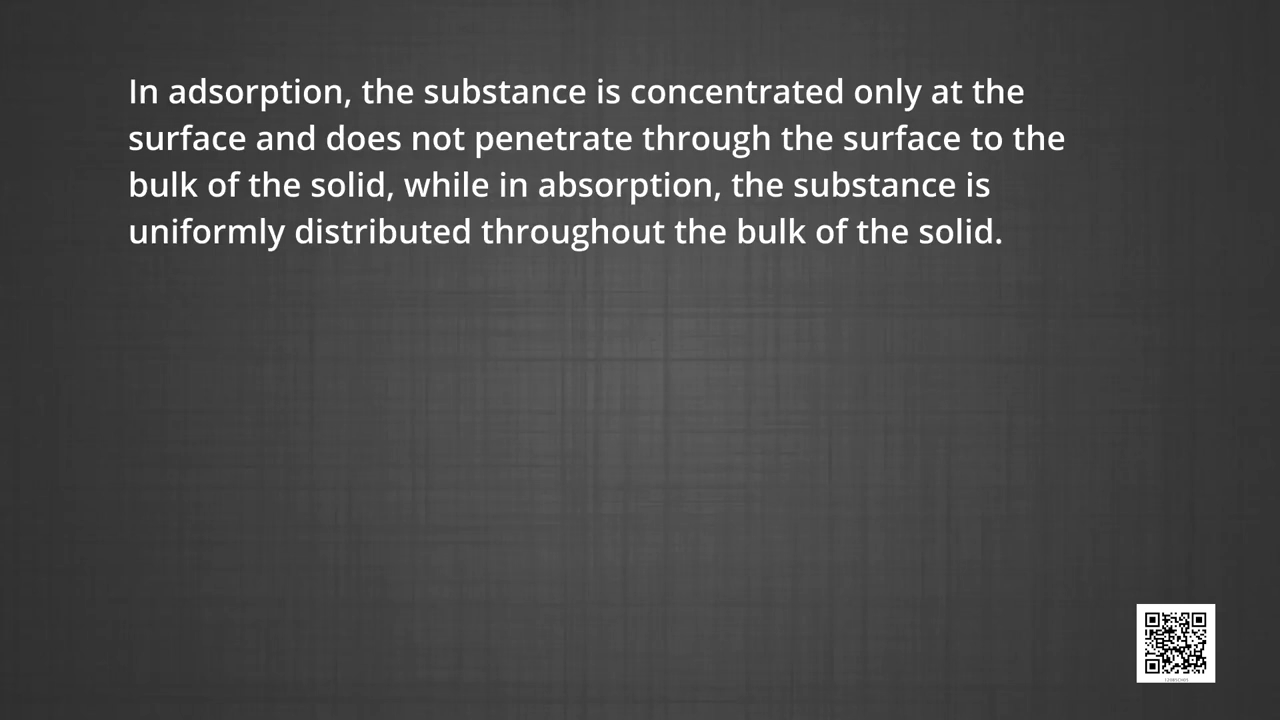 In adsorption, the substance is concentrated only at the
surface and does not penetrate through the surface to the
bulk of the solid, while in absorption, the substance is
uniformly distributed throughout the bulk of the solid.